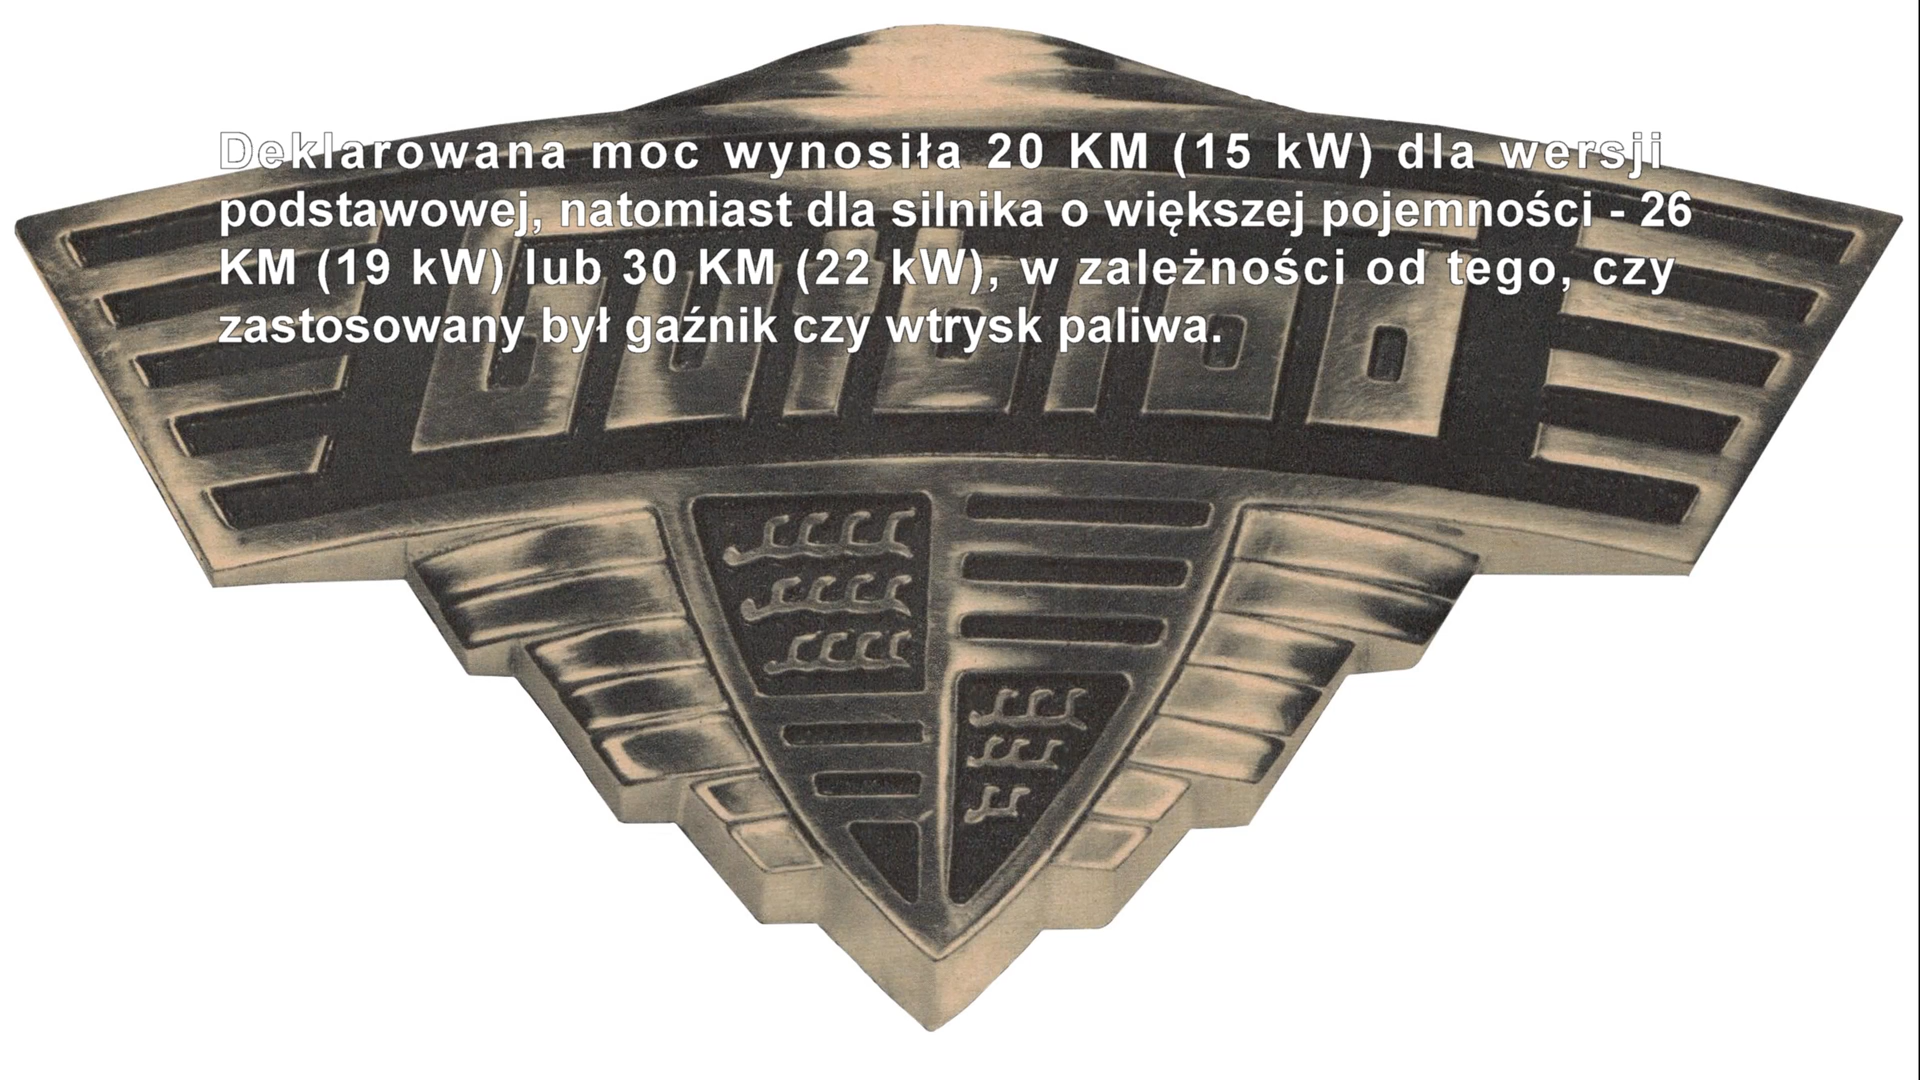 Deklarowana moc wynosiła 20 KM (15 kW) dla wersji
podstawowej, natomiast dla silnika o większej pojemności - 26
KM (19 kW) lub 30 KM (22 kW), w zależności od tego, czy
zastosowany był gaźnik czy wtrysk paliwa.
Gutbrod